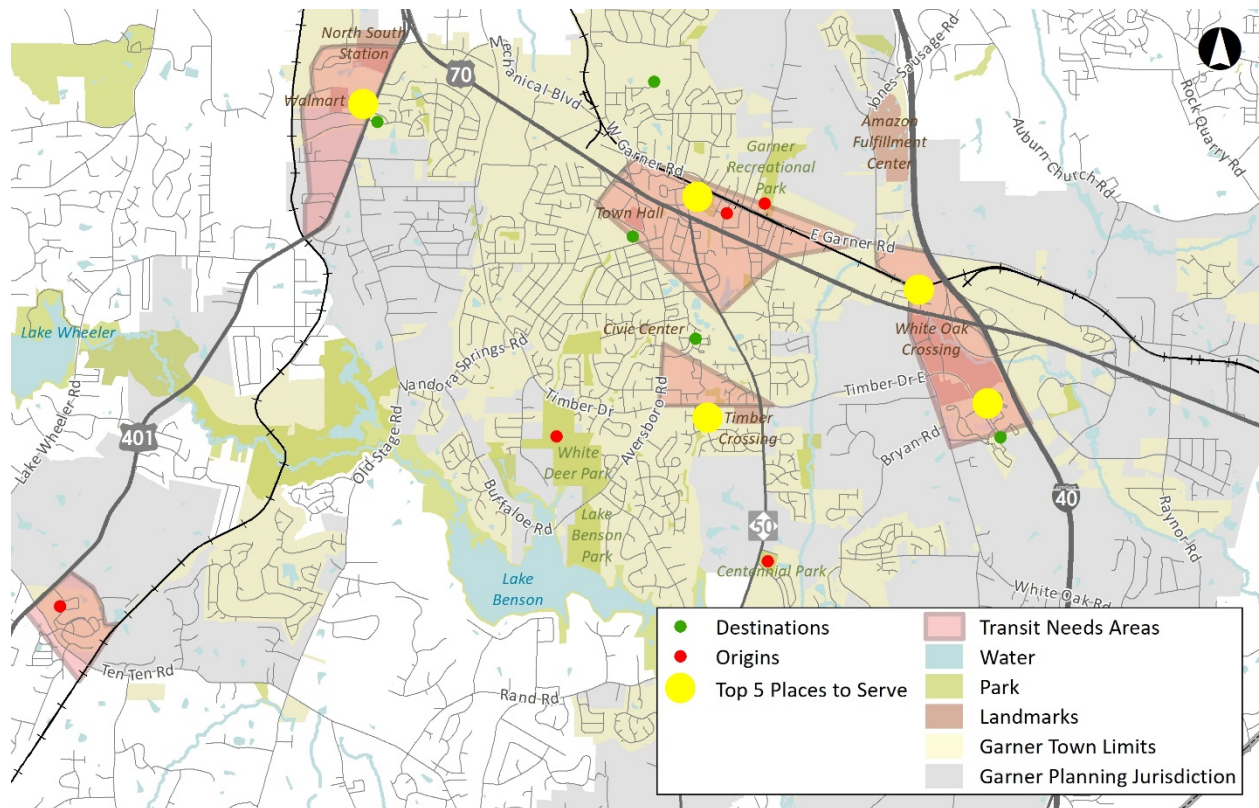 North South
Station
Walmart
70
Mechanical Blvd
W Garner Rd
Garner
Recreational
Park
Town Hall
E Garner Rd
Jones Sausage Rd
Amazon
Fulfillment
Center
Auburn Church Rd
Rock Quarry Rd
White Oak
Crossing
Civic Center
Timber Dr E
Timber
Crossing
Bryan Rd
Lake Wheeler
Lake Wheeler Rd
401
Vandora Springs Rd
Old Stage Rd
Timber Dr
Aversboro Rd
White
Deer Park
Buffaloe Rd
Lake
Benson
Park
Lake
Benson
50
Centennial Park
40
Raynor Rd
White Oak Rd
Ten Ten Rd
Rand Rd
Destinations
Origins
Top 5 Places to Serve
Transit Needs Areas
Water
Park
Landmarks
Garner Town Limits
Garner Planning Jurisdiction